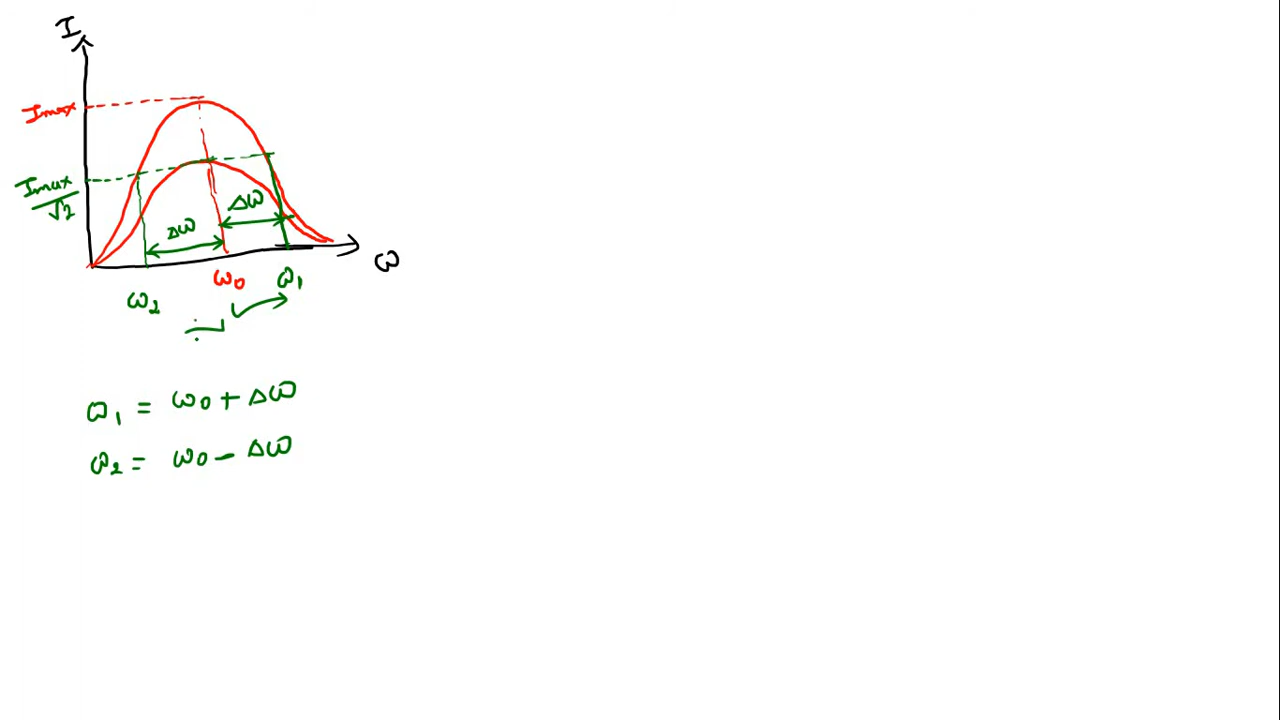 I
Imax
Imax/√2
Δω
Δω
ω
ω₂
ω₀
ω₁
ω₁ = ω₀ + Δω
ω₂ = ω₀ − Δω